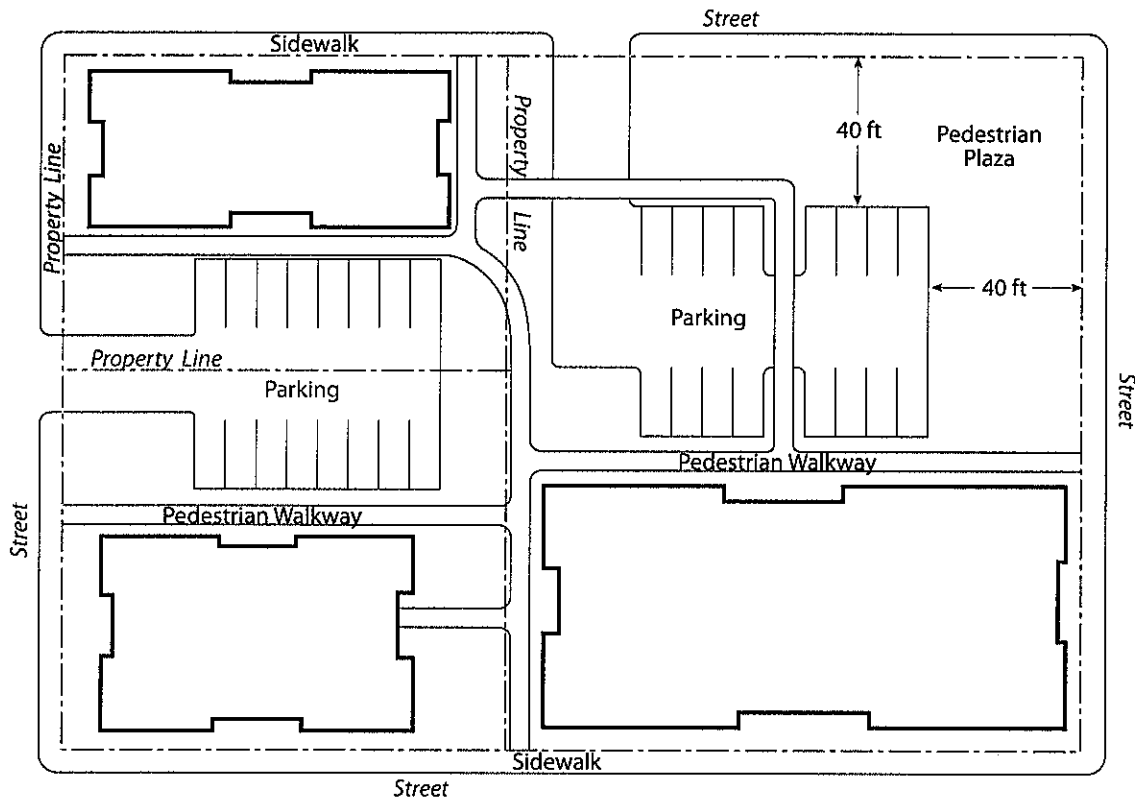 Street
Sidewalk
Property Line
Property
Line
40 ft
Pedestrian
Plaza
40 ft
Parking
Property Line
Parking
Street
Pedestrian Walkway
Pedestrian Walkway
Street
Sidewalk
Street